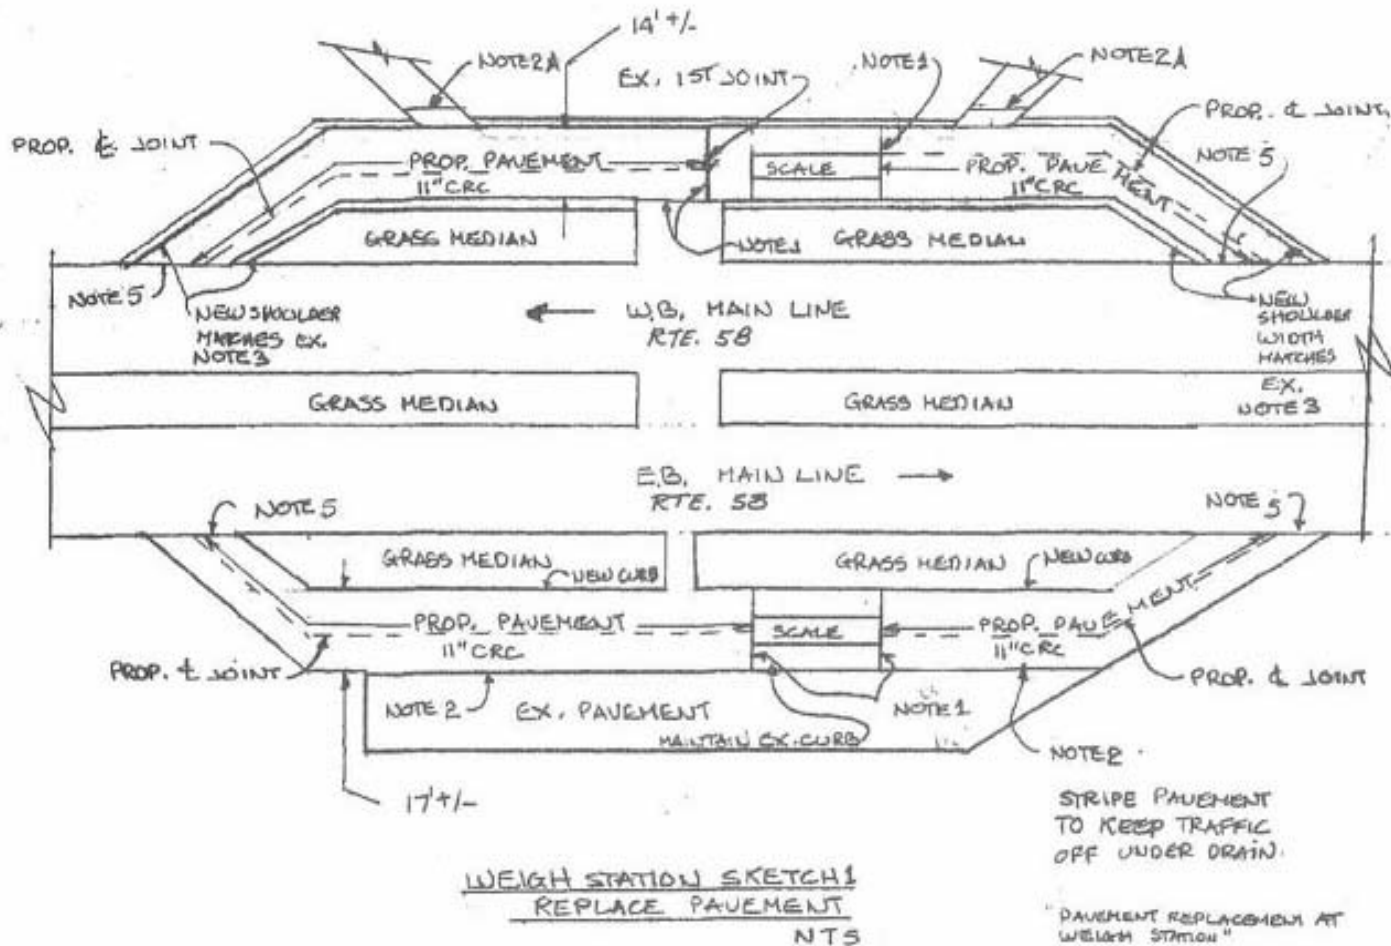 14' +/-
NOTE 2A
EX. 1ST JOINT
NOTE 1
NOTE 2A
PROP. ℄ JOINT
PROP. ℄ JOINT.
NOTE 5
PROP. PAVEMENT
11" CRC
SCALE
PROP. PAVEMENT
11" CRC
GRASS MEDIAN
NOTE 1
GRASS MEDIAN
NOTE 5
NEW SHOULDER
MATCHES EX.
NOTE 3
W.B. MAIN LINE
RTE. 58
NEW
SHOULDER
WIDTH
MATCHES
EX.
NOTE 3
GRASS MEDIAN
GRASS MEDIAN
E.B. MAIN LINE
RTE. 58
NOTE 5
NOTE 5
GRASS MEDIAN
NEW CURB
GRASS MEDIAN
NEW CURB
PROP. PAVEMENT
11" CRC
SCALE
PROP. PAVEMENT
11" CRC
PROP. ℄ JOINT
PROP. ℄ JOINT
NOTE 2
EX. PAVEMENT
NOTE 1
MAINTAIN EX. CURB
NOTE 2
17' +/-
STRIPE PAVEMENT
TO KEEP TRAFFIC
OFF UNDER DRAIN.
WEIGH STATION SKETCH 1
REPLACE PAVEMENT
NTS
PAVEMENT REPLACEMENT AT
WEIGH STATION"